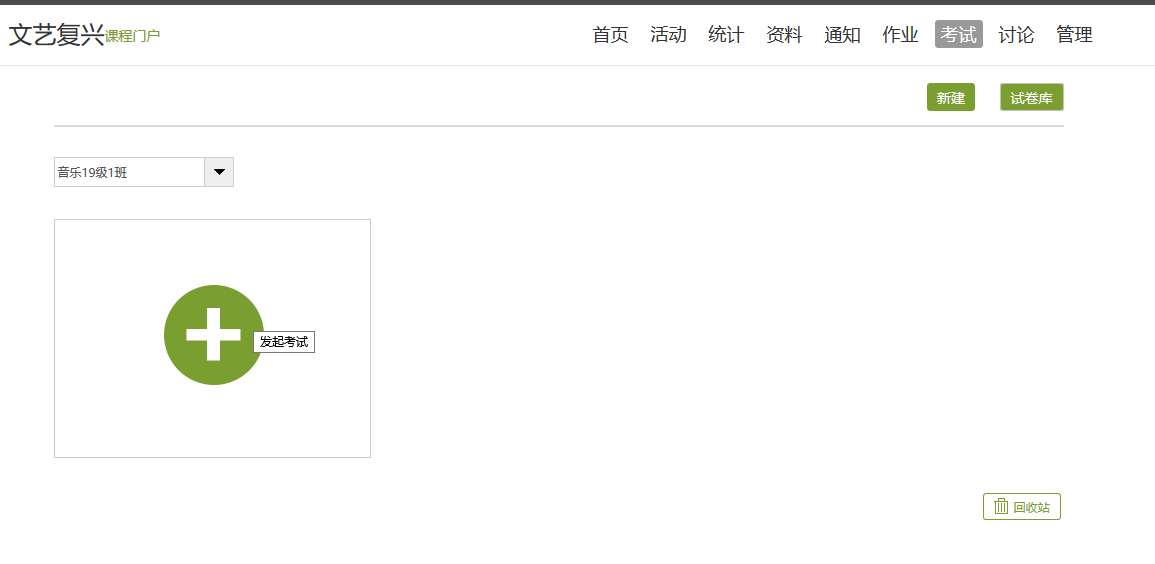 文艺复兴课程门户 首页 活动 统计 资料 通知 作业 考试 讨论 管理
新建 试卷库
音乐19级1班
发起考试
回收站